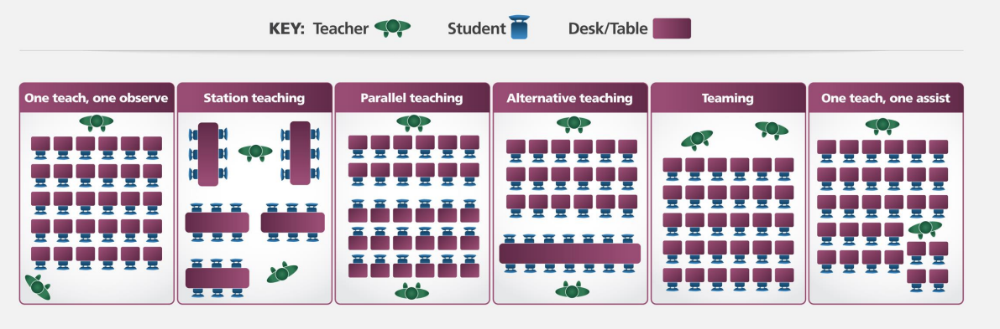 KEY: Teacher Student Desk/Table
One teach, one observe
Station teaching
Parallel teaching
Alternative teaching
Teaming
One teach, one assist